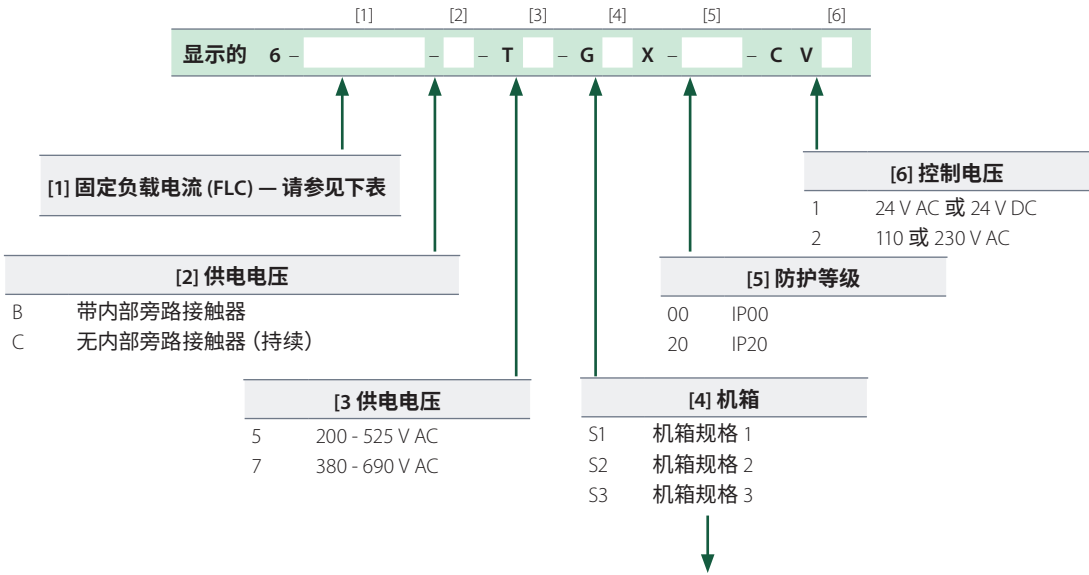 [1] [2] [3] [4] [5] [6]
显示的 6 – – – T – G X – – C V
[1] 固定负载电流 (FLC) — 请参见下表
[6] 控制电压
1 24 V AC 或 24 V DC
2 110 或 230 V AC
[2] 供电电压
B 带内部旁路接触器
C 无内部旁路接触器（持续）
[5] 防护等级
00 IP00
20 IP20
[3 供电电压
5 200 - 525 V AC
7 380 - 690 V AC
[4] 机箱
S1 机箱规格 1
S2 机箱规格 2
S3 机箱规格 3